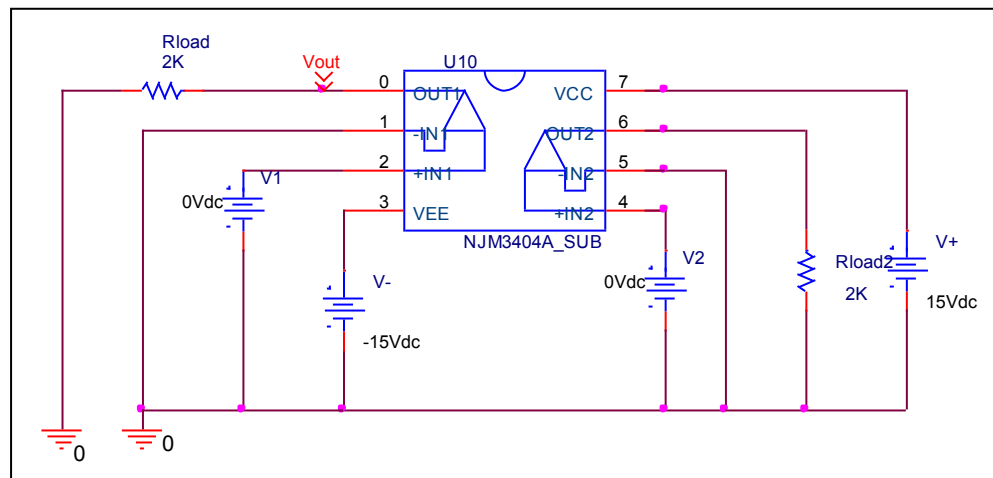 Rload
2K
Vout
U10
0
OUT1
VCC
7
1
-IN1
OUT2
6
2
+IN1
-IN2
5
3
VEE
+IN2
4
NJM3404A_SUB
V1
0Vdc
V-
-15Vdc
V2
0Vdc
Rload2
2K
V+
15Vdc
0
0